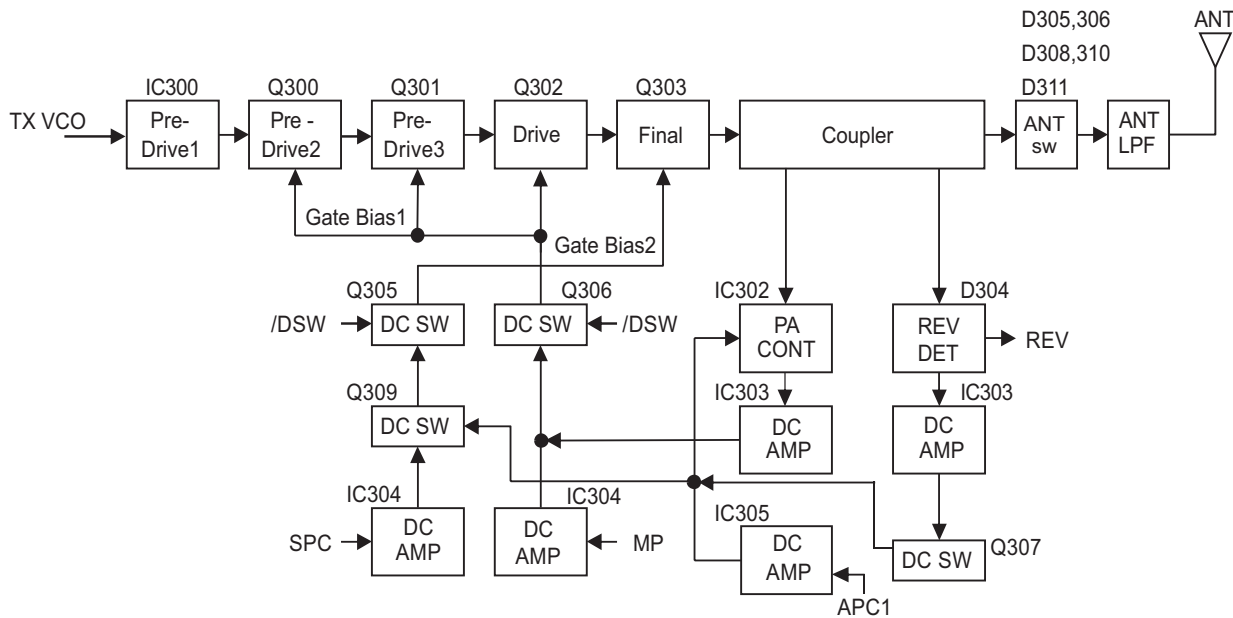 D305,306
D308,310
D311
ANT
IC300
Q300
Q301
Q302
Q303
TX VCO
Pre-
Drive1
Pre -
Drive2
Pre-
Drive3
Drive
Final
Coupler
ANT
sw
ANT
LPF
Gate Bias1
Gate Bias2
Q305
Q306
IC302
D304
/DSW
DC SW
DC SW
/DSW
PA
CONT
REV
DET
REV
Q309
IC303
IC303
DC SW
DC
AMP
DC
AMP
IC304
IC304
IC305
SPC
DC
AMP
DC
AMP
MP
DC
AMP
DC SW
Q307
APC1